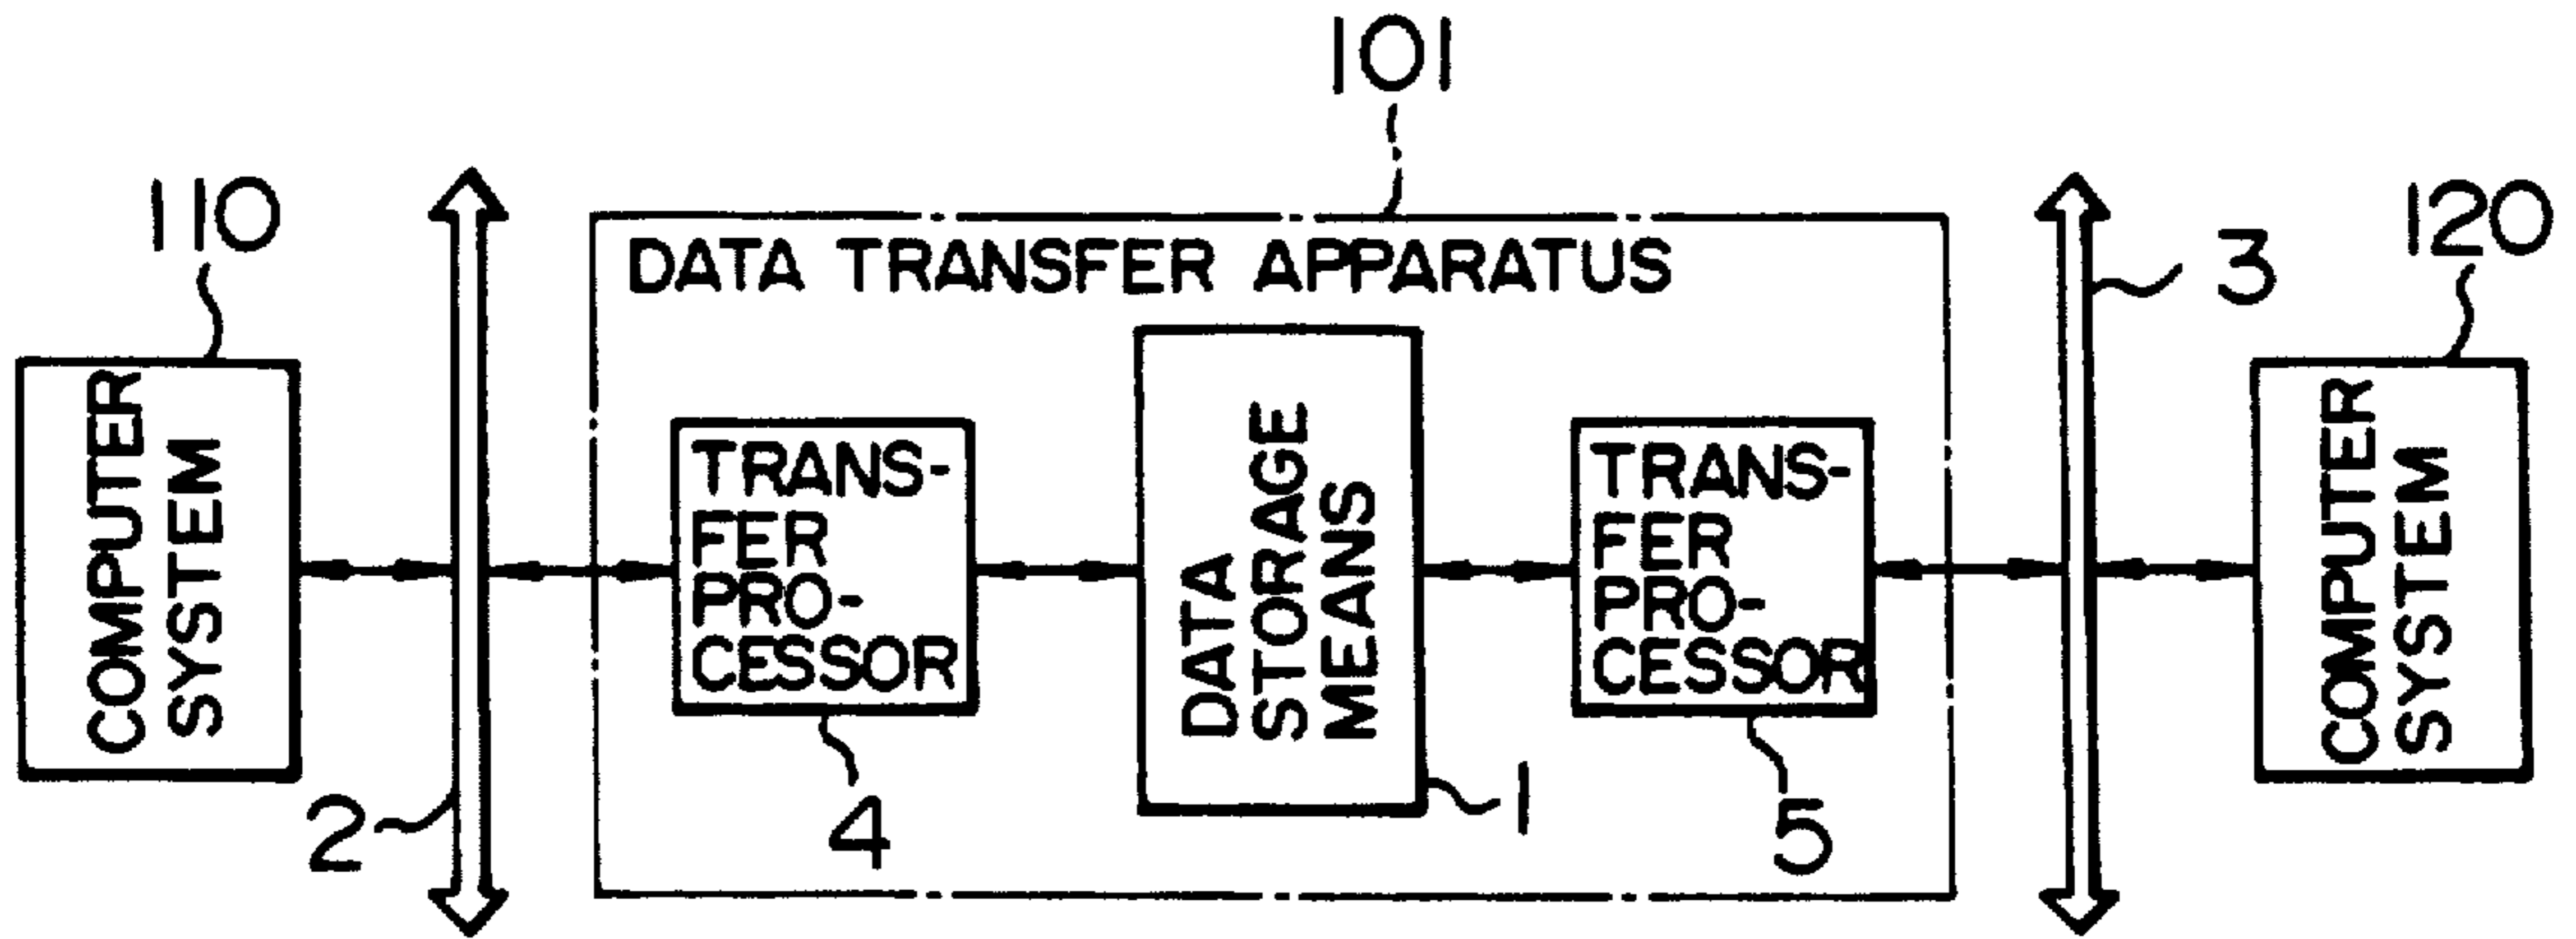 101
110
120
3
DATA TRANSFER APPARATUS
COMPUTER
SYSTEM
TRANS-
FER
PRO-
CESSOR
DATA
STORAGE
MEANS
TRANS-
FER
PRO-
CESSOR
COMPUTER
SYSTEM
2
4
1
5